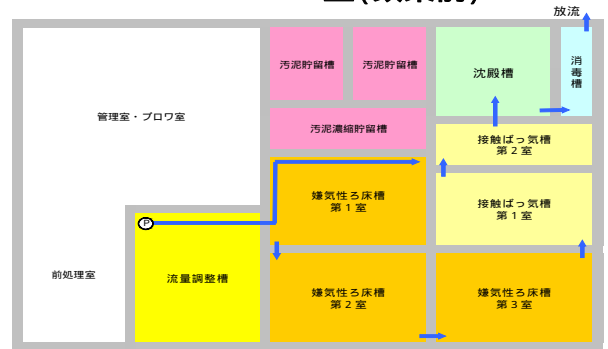 放流
汚泥貯留槽
汚泥貯留槽
沈殿槽
消毒槽
管理室・ブロワ室
汚泥濃縮貯留槽
接触ばっ気槽
第２室
嫌気性ろ床槽
第１室
接触ばっ気槽
第１室
P
前処理室
流量調整槽
嫌気性ろ床槽
第２室
嫌気性ろ床槽
第３室